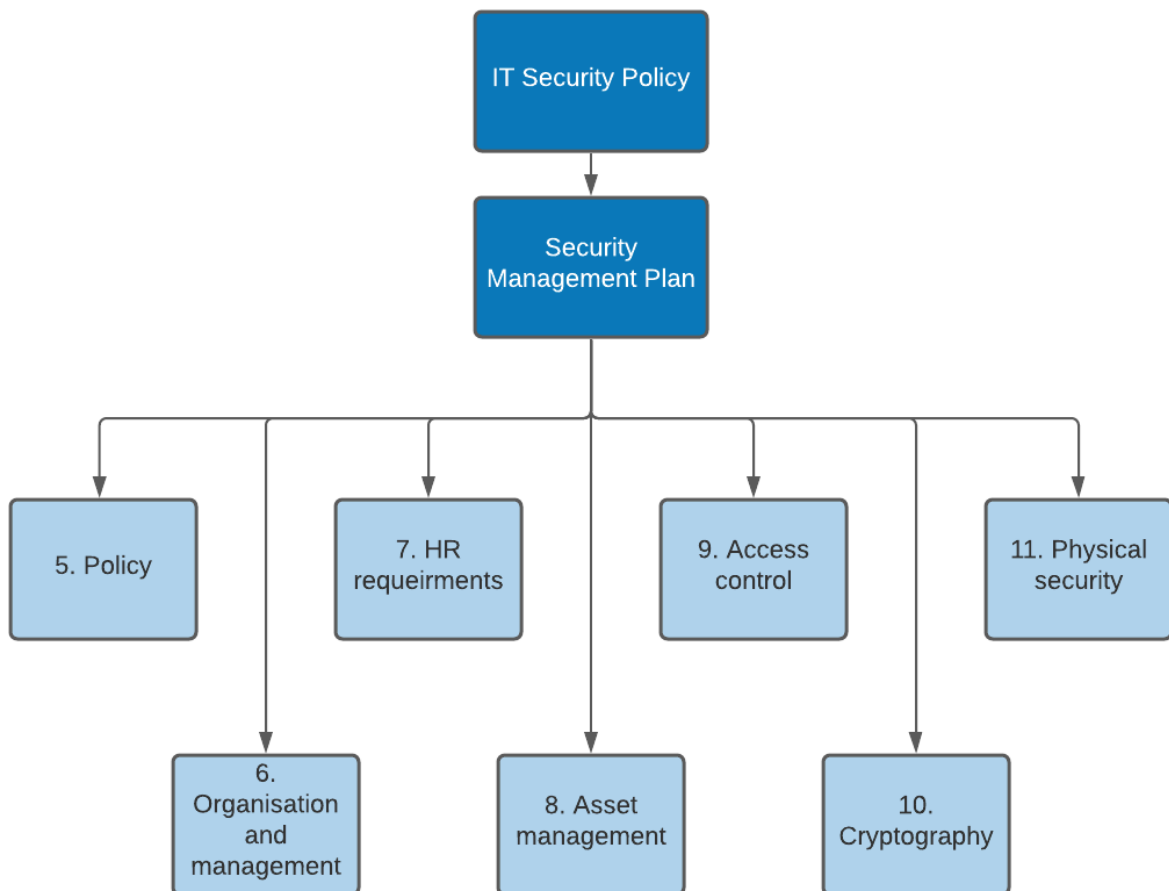 IT Security Policy
Security
Management Plan
5. Policy
7. HR
requeirments
9. Access
control
11. Physical
security
6.
Organisation
and
management
8. Asset
management
10.
Cryptography